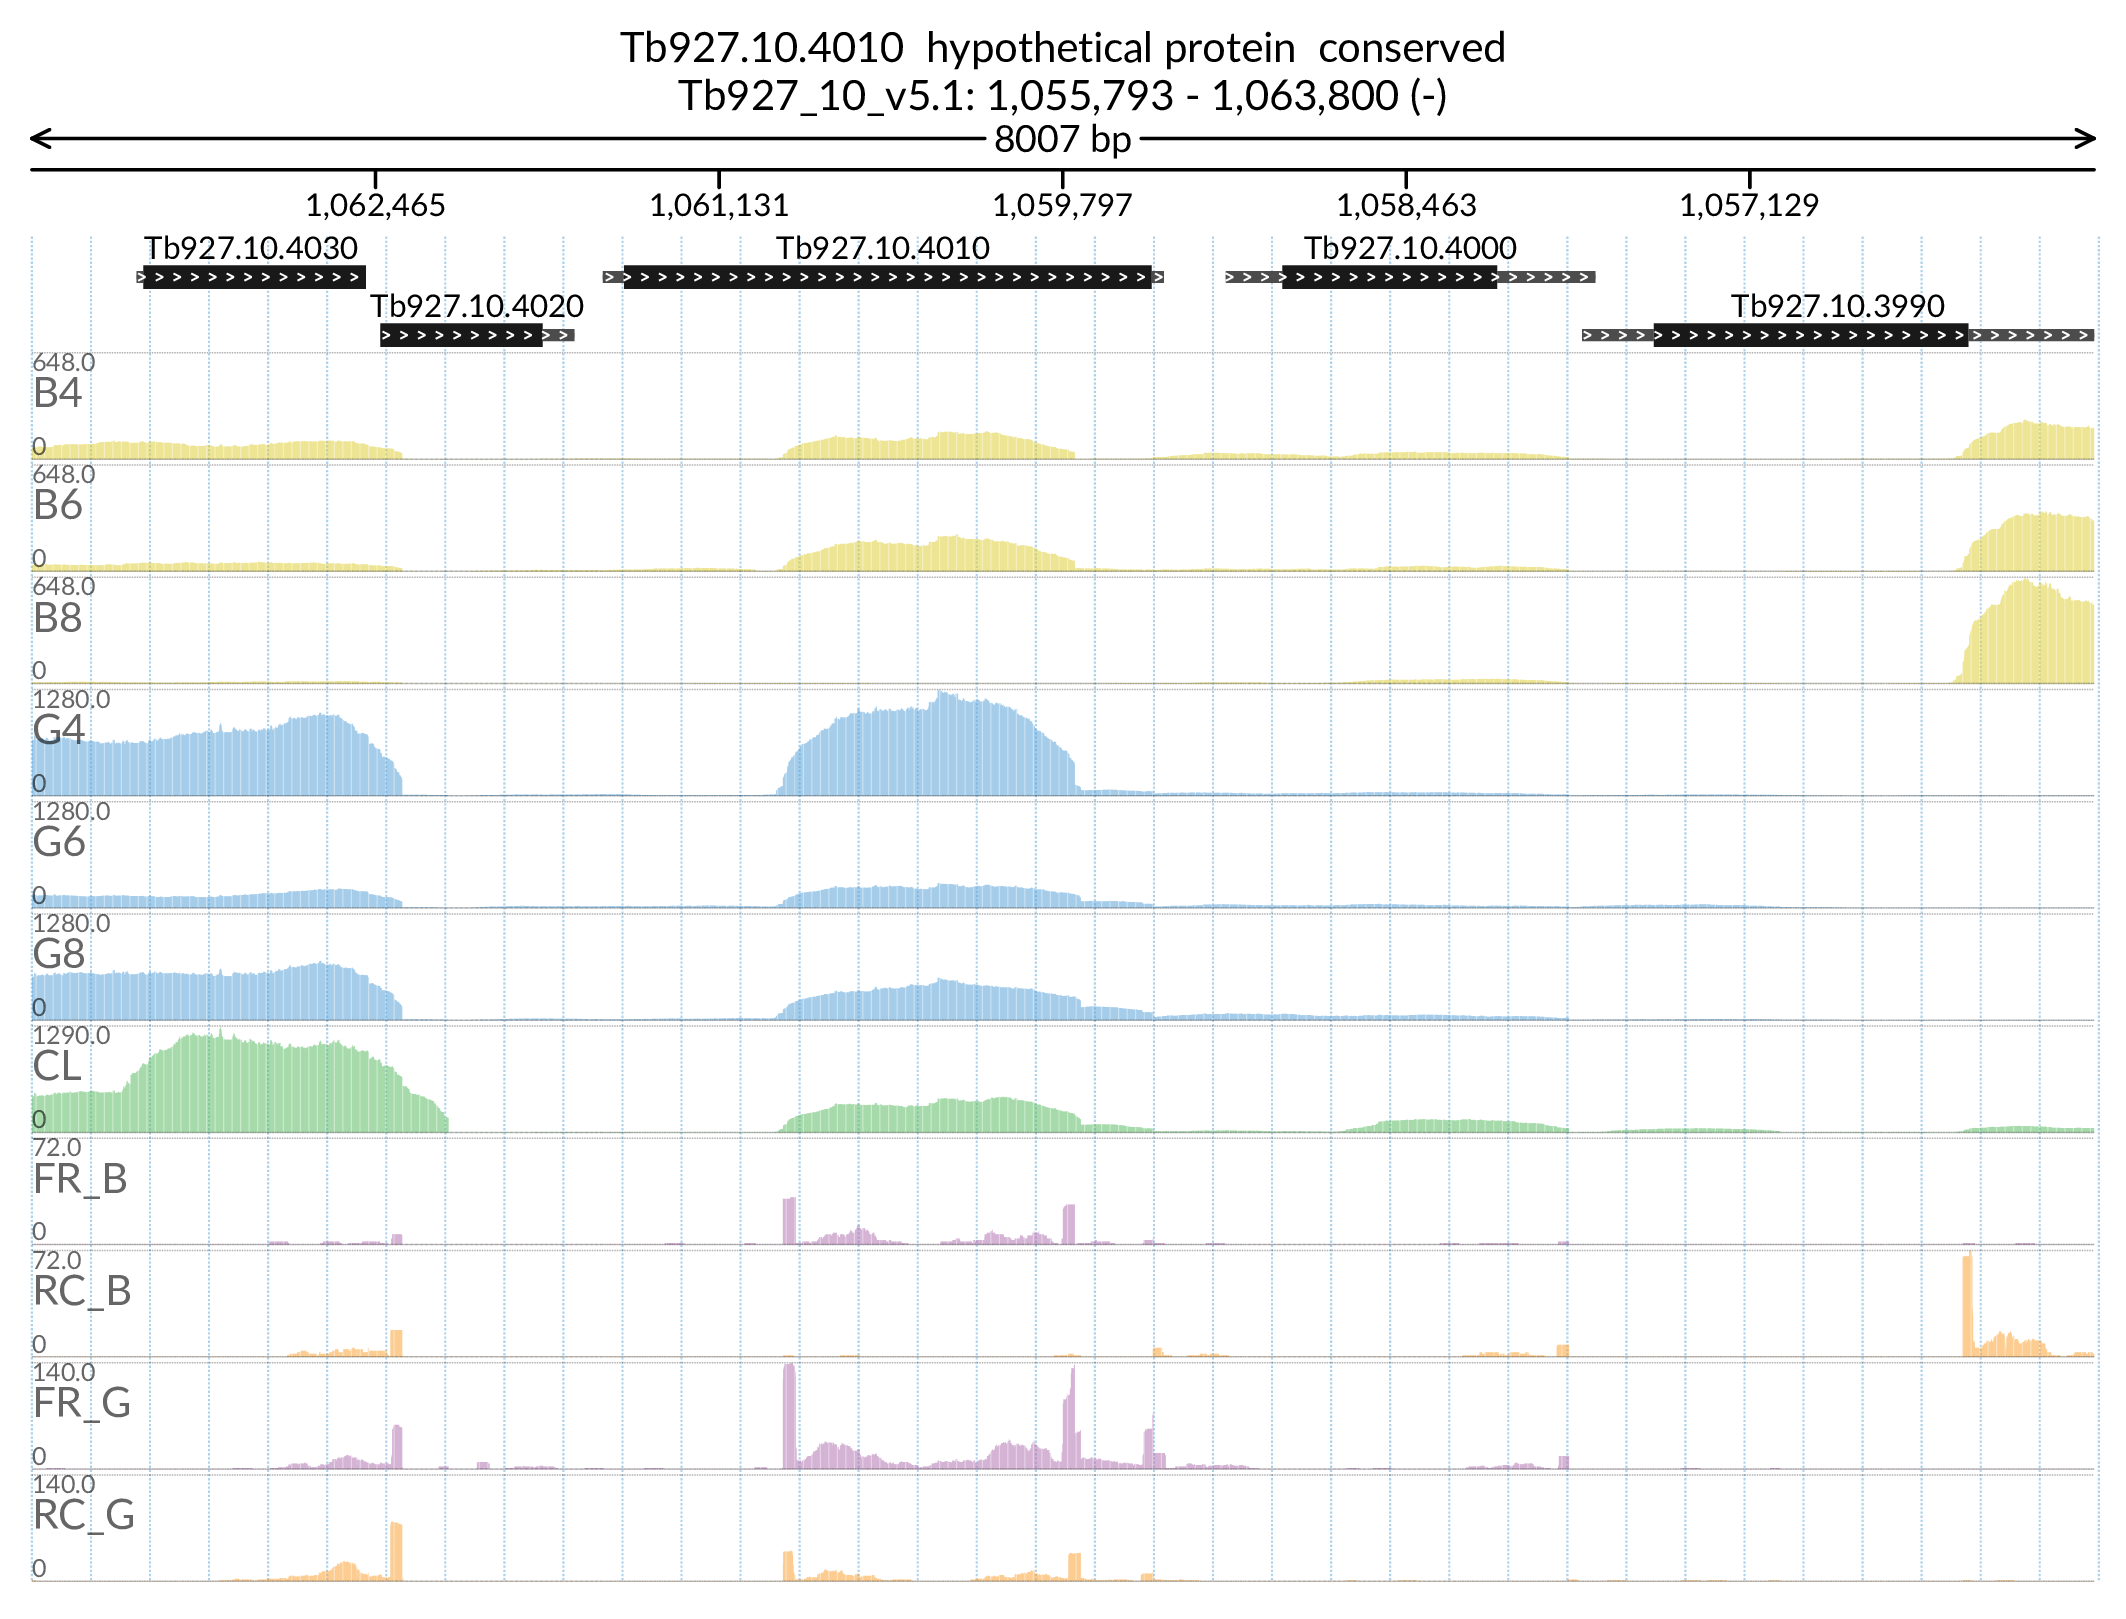 Tb927.10.4010  hypothetical protein  conserved
Tb927_10_v5.1: 1,055,793 - 1,063,800 (-)
8007 bp
1,062,465 1,061,131 1,059,797 1,058,463 1,057,129
Tb927.10.4030 Tb927.10.4010 Tb927.10.4000
Tb927.10.4020 Tb927.10.3990
648.0
B4
0
648.0
B6
0
648.0
B8
0
1280.0
G4
0
1280.0
G6
0
1280.0
G8
0
1290.0
CL
0
72.0
FR_B
0
72.0
RC_B
0
140.0
FR_G
0
140.0
RC_G
0